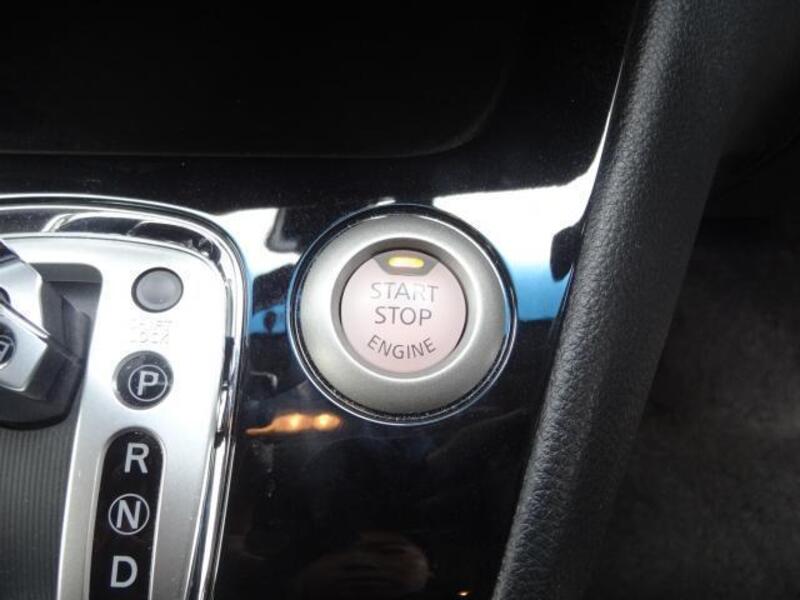 START
STOP
ENGINE
SHIFT
LOCK
P
R
N
D